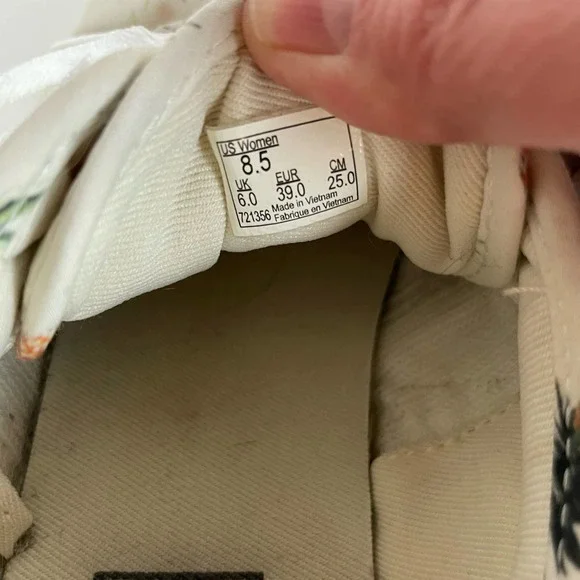 US Women
8.5
UK EUR CM
6.0 39.0 25.0
721356 Made in Vietnam
Fabriqué en Vietnam